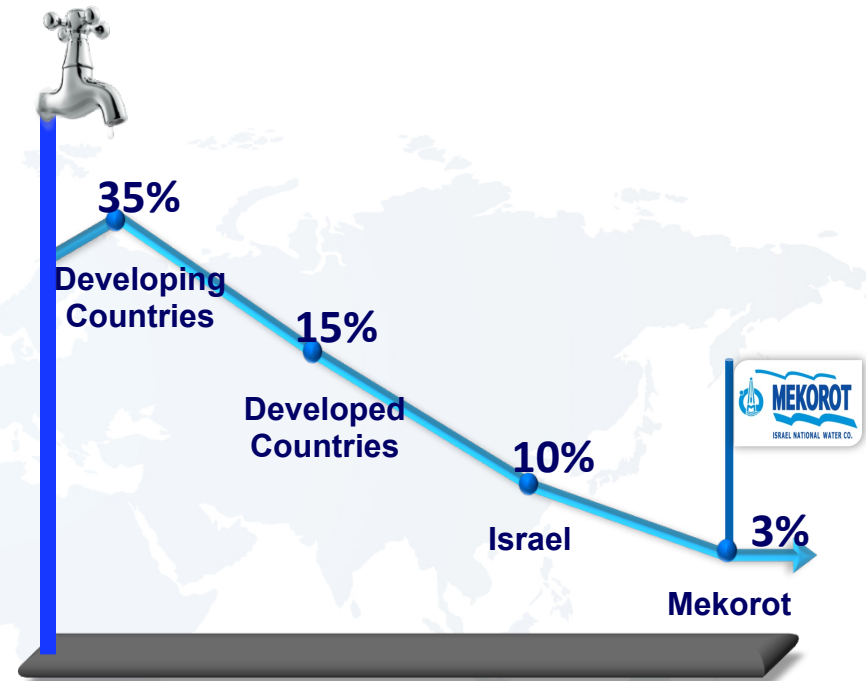 35%
Developing
Countries
15%
Developed
Countries
10%
Israel
MEKOROT
ISRAEL NATIONAL WATER CO.
3%
Mekorot